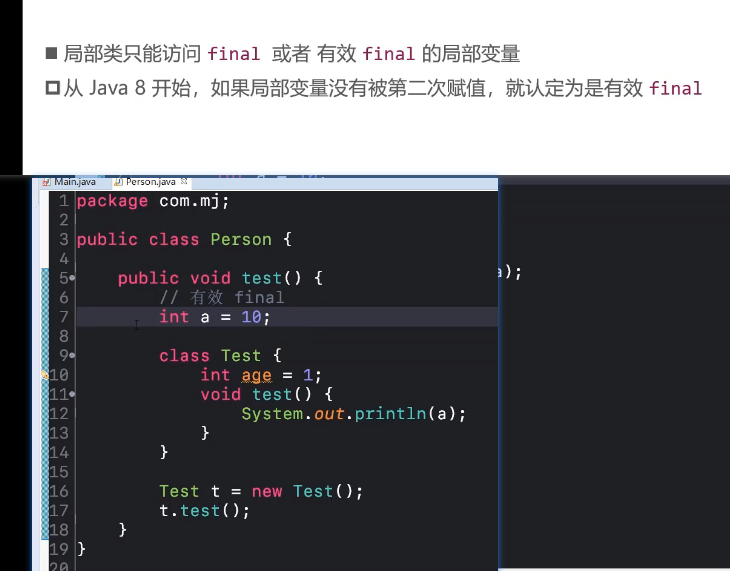 ■ 局部类只能访问 final 或者 有效 final 的局部变量
从 Java 8 开始，如果局部变量没有被第二次赋值，就认定为是有效 final
Main.java Person.java
1 package com.mj;
2
3 public class Person {
4
5 public void test() {
6 // 有效 final
7 int a = 10;
8
9 class Test {
10 int age = 1;
11 void test() {
12 System.out.println(a);
13 }
14 }
15
16 Test t = new Test();
17 t.test();
18 }
19 }
20
a);